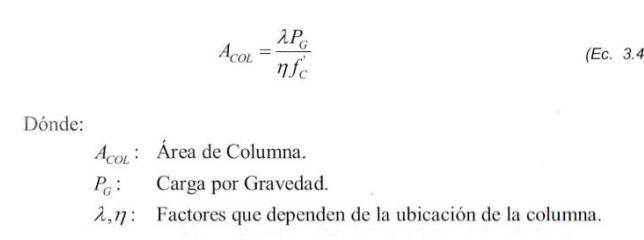 A_COL = λP_G / η f'_C (Ec. 3.4
Dónde:
A_COL : Área de Columna.
P_G : Carga por Gravedad.
λ,η : Factores que dependen de la ubicación de la columna.